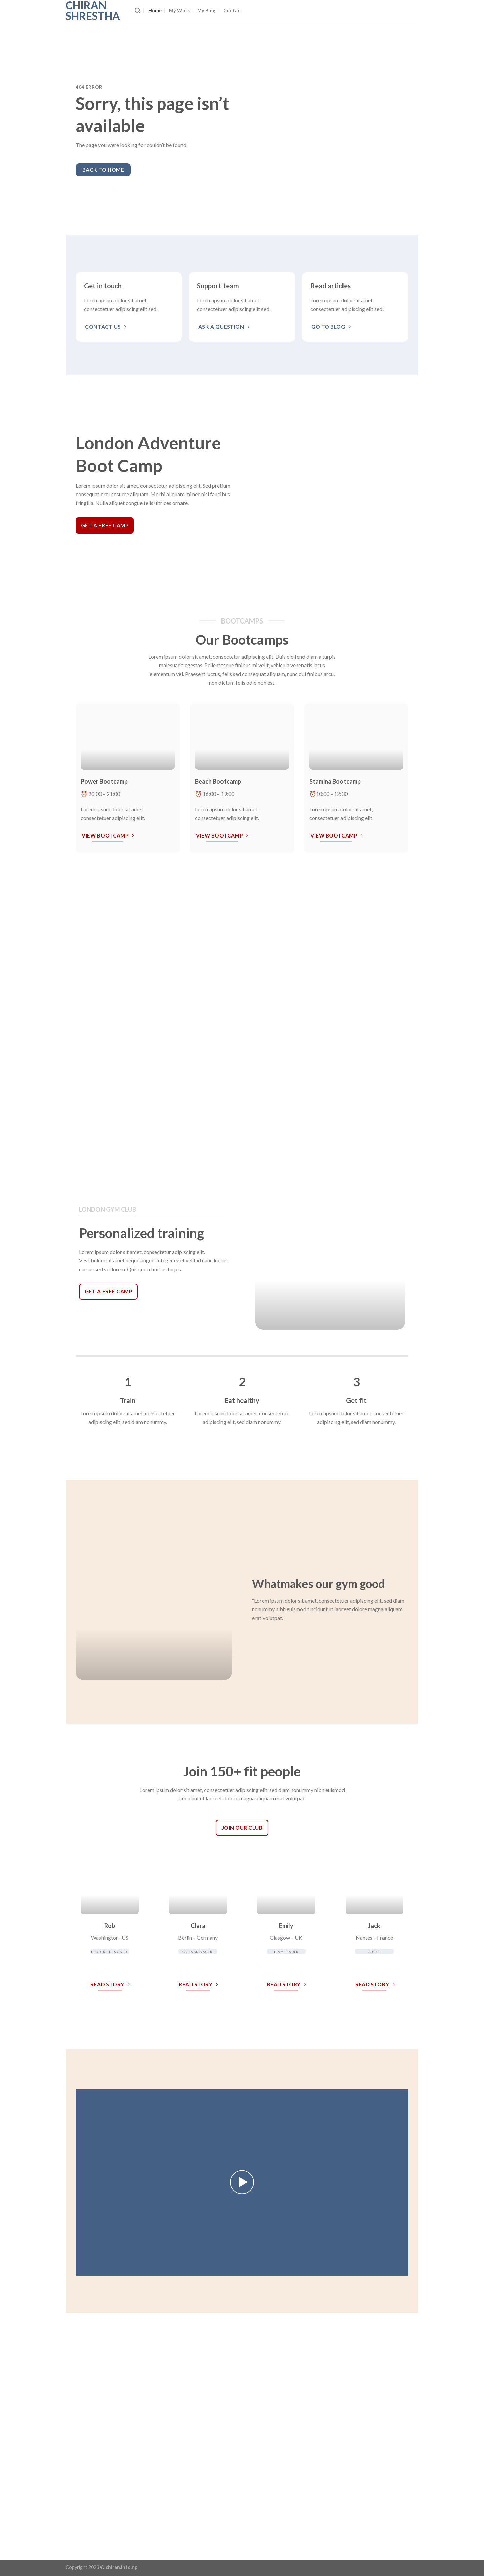 CHIRAN
SHRESTHA
Home
My Work
My Blog
Contact
404 ERROR
Sorry, this page isn’t
available
The page you were looking for couldn't be found.
BACK TO HOME
Get in touch
Lorem ipsum dolor sit amet
consectetuer adipiscing elit sed.
CONTACT US
Support team
Lorem ipsum dolor sit amet
consectetuer adipiscing elit sed.
ASK A QUESTION
Read articles
Lorem ipsum dolor sit amet
consectetuer adipiscing elit sed.
GO TO BLOG
London Adventure
Boot Camp
Lorem ipsum dolor sit amet, consectetur adipiscing elit. Sed pretium
consequat orci posuere aliquam. Morbi aliquam mi nec nisl faucibus
fringilla. Nulla aliquet congue felis ultrices ornare.
GET A FREE CAMP
BOOTCAMPS
Our Bootcamps
Lorem ipsum dolor sit amet, consectetur adipiscing elit. Duis eleifend diam a turpis
malesuada egestas. Pellentesque finibus mi velit, vehicula venenatis lacus
elementum vel. Praesent luctus, felis sed consequat aliquam, nunc dui finibus arcu,
non dictum felis odio non est.
Power Bootcamp
⏰ 20:00 – 21:00
Lorem ipsum dolor sit amet,
consectetuer adipiscing elit.
VIEW BOOTCAMP
Beach Bootcamp
⏰ 16:00 – 19:00
Lorem ipsum dolor sit amet,
consectetuer adipiscing elit.
VIEW BOOTCAMP
Stamina Bootcamp
⏰10:00 – 12:30
Lorem ipsum dolor sit amet,
consectetuer adipiscing elit.
VIEW BOOTCAMP
LONDON GYM CLUB
Personalized training
Lorem ipsum dolor sit amet, consectetur adipiscing elit.
Vestibulum sit amet neque augue. Integer eget velit id nunc luctus
cursus sed vel lorem. Quisque a finibus turpis.
GET A FREE CAMP
1
Train
Lorem ipsum dolor sit amet, consectetuer
adipiscing elit, sed diam nonummy.
2
Eat healthy
Lorem ipsum dolor sit amet, consectetuer
adipiscing elit, sed diam nonummy.
3
Get fit
Lorem ipsum dolor sit amet, consectetuer
adipiscing elit, sed diam nonummy.
Whatmakes our gym good
"Lorem ipsum dolor sit amet, consectetuer adipiscing elit, sed diam
nonummy nibh euismod tincidunt ut laoreet dolore magna aliquam
erat volutpat."
Join 150+ fit people
Lorem ipsum dolor sit amet, consectetuer adipiscing elit, sed diam nonummy nibh euismod
tincidunt ut laoreet dolore magna aliquam erat volutpat.
JOIN OUR CLUB
Rob
Washington- US
PRODUCT DESIGNER
READ STORY
Clara
Berlin – Germany
SALES MANAGER
READ STORY
Emily
Glasgow – UK
TEAM LEADER
READ STORY
Jack
Nantes – France
ARTIST
READ STORY
Copyright 2023 © chiran.info.np